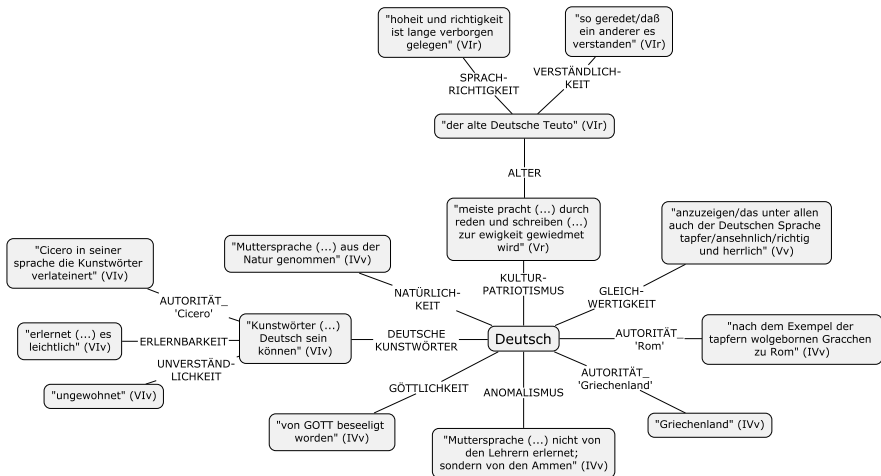 "hoheit und richtigkeit
ist lange verborgen
gelegen" (VIr)
"so geredet/daß
ein anderer es
verstanden" (VIr)
SPRACH-
RICHTIGKEIT
VERSTÄNDLICH-
KEIT
"der alte Deutsche Teuto" (VIr)
ALTER
"meiste pracht (...) durch
reden und schreiben (...)
zur ewigkeit gewiedmet
wird" (Vr)
"anzuzeigen/das unter allen
auch der Deutschen Sprache
tapfer/ansehnlich/richtig
und herrlich" (Vv)
"Muttersprache (...) aus der
Natur genommen" (IVv)
"Cicero in seiner
sprache die Kunstwörter
verlateinert" (VIv)
KULTUR-
PATRIOTISMUS
NATÜRLICH-
KEIT
GLEICH-
WERTIGKEIT
AUTORITÄT_
'Cicero'
"erlernet (...) es
leichtlich" (VIv)
ERLERNBARKEIT
"Kunstwörter (...)
Deutsch sein
können" (VIv)
DEUTSCHE
KUNSTWÖRTER
Deutsch
AUTORITÄT_
'Rom'
"nach dem Exempel der
tapfern wolgebornen Gracchen
zu Rom" (IVv)
UNVERSTÄND-
LICHKEIT
"ungewohnet" (VIv)
GÖTTLICHKEIT
ANOMALISMUS
AUTORITÄT_
'Griechenland'
"von GOTT beseeligt
worden" (IVv)
"Muttersprache (...) nicht von
den Lehrern erlernet;
sondern von den Ammen" (IVv)
"Griechenland" (IVv)